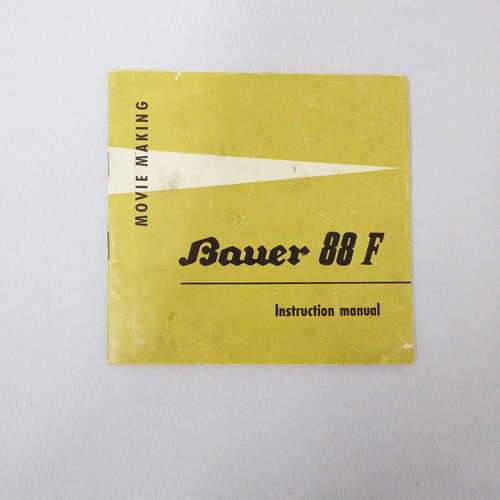 MOVIE MAKING
Bauer 88 F
Instruction manual